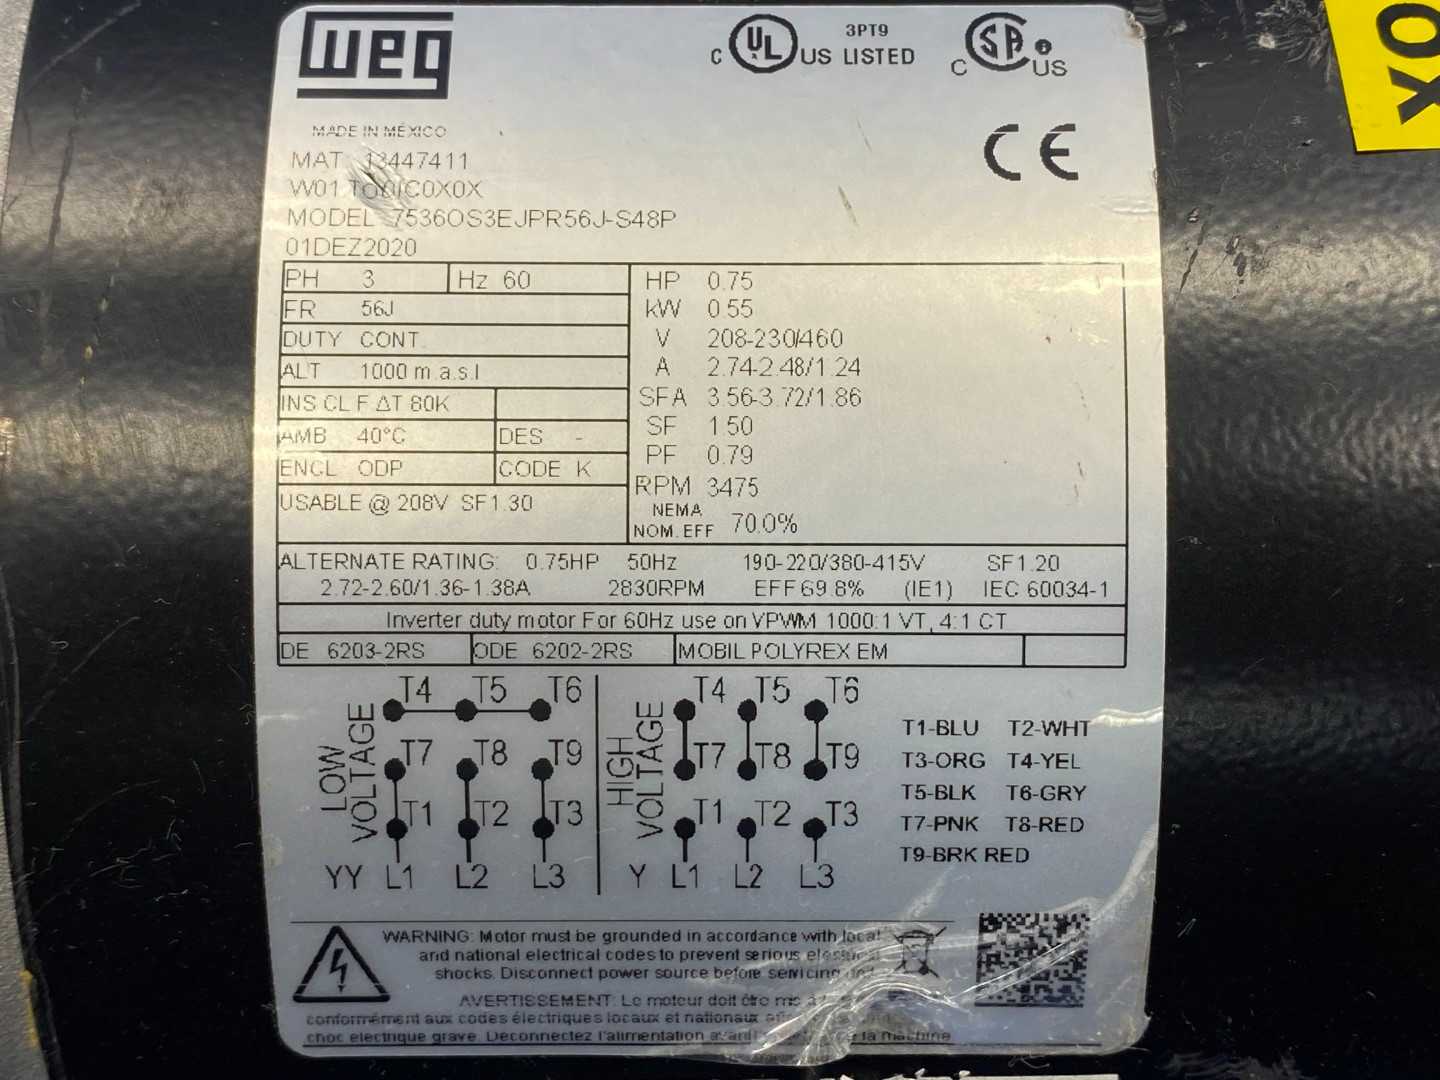 weg
C UL US LISTED
3PT9
C SA US
MADE IN MÉXICO
CE
MAT 13447411
W01
MODEL 7536OS3EJPR56J-S48P
01DEZ2020
PH 3 Hz 60
FR 56J
DUTY CONT.
ALT 1000 m.a.s.l
INS CL F ΔT 80K
AMB 40°C DES -
ENCL ODP CODE K
USABLE @ 208V SF1.30
HP 0.75
kW 0.55
V 208-230/460
A 2.74-2.48/1.24
SFA 3.56-3.72/1.86
SF 1.50
PF 0.79
RPM 3475
NEMA
NOM. EFF 70.0%
ALTERNATE RATING: 0.75HP 50Hz 190-220/380-415V SF1.20
2.72-2.60/1.36-1.38A 2830RPM EFF 69.8% (IE1) IEC 60034-1
Inverter duty motor For 60Hz use on VPWM 1000:1 VT, 4:1 CT
DE 6203-2RS ODE 6202-2RS MOBIL POLYREX EM
LOW VOLTAGE
T4 T5 T6
T7 T8 T9
T1 T2 T3
YY L1 L2 L3
HIGH VOLTAGE
T4 T5 T6
T7 T8 T9
T1 T2 T3
Y L1 L2 L3
T1-BLU T2-WHT
T3-ORG T4-YEL
T5-BLK T6-GRY
T7-PNK T8-RED
T9-BRK RED
WARNING: Motor must be grounded in accordance with local
and national electrical codes to prevent serious electrical
shocks. Disconnect power source before servicing unit.
AVERTISSEMENT: Le moteur doit être mis à
conformément aux codes électriques locaux et nationaux
choc électrique grave. Deconnectez l'alimentation avant la machine